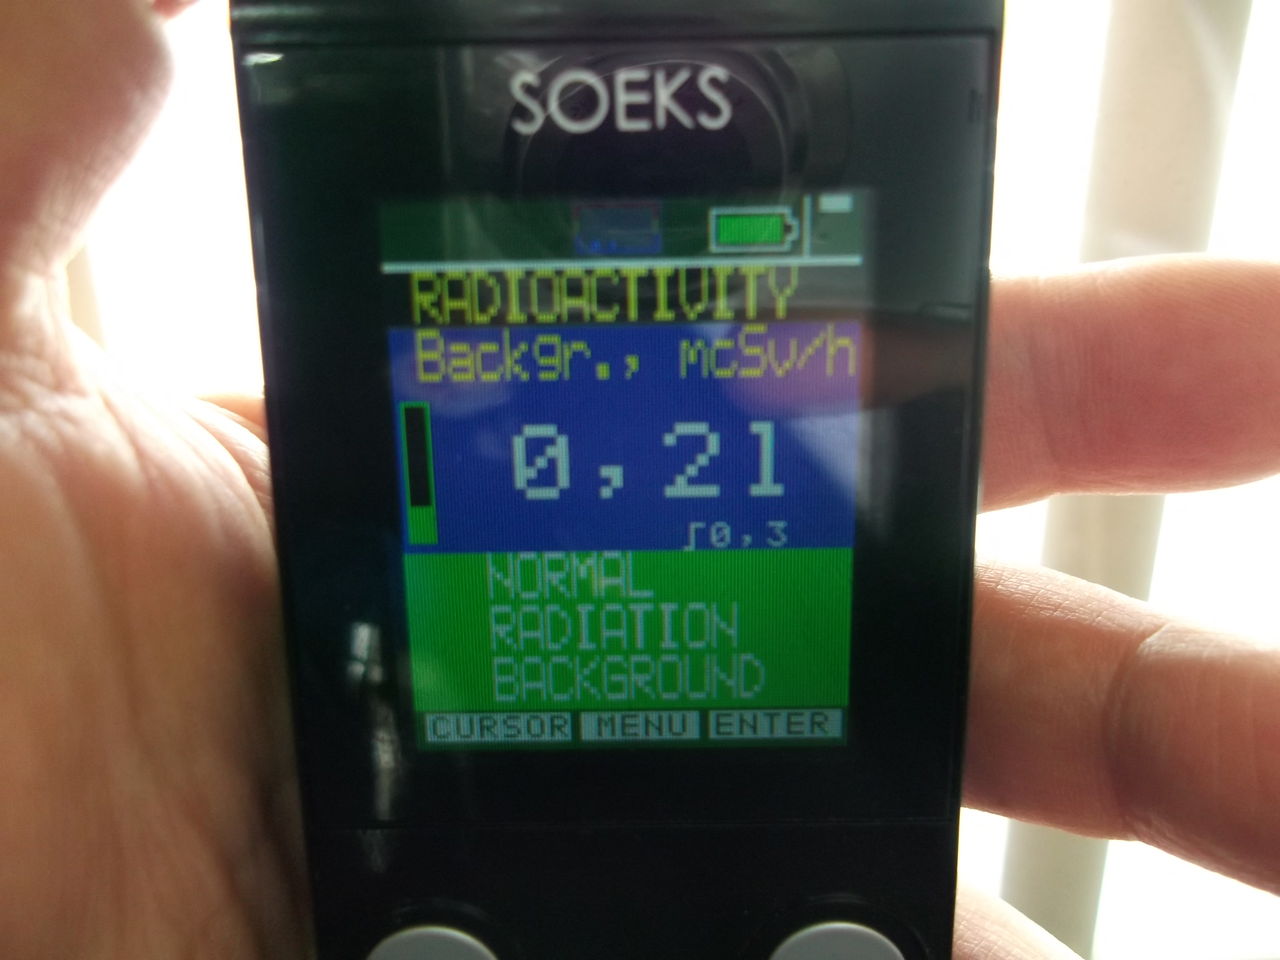 SOEKS
RADIOACTIVITY
Backgr., mcSv/h
0,21
∫0,3
NORMAL
RADIATION
BACKGROUND
CURSOR MENU ENTER